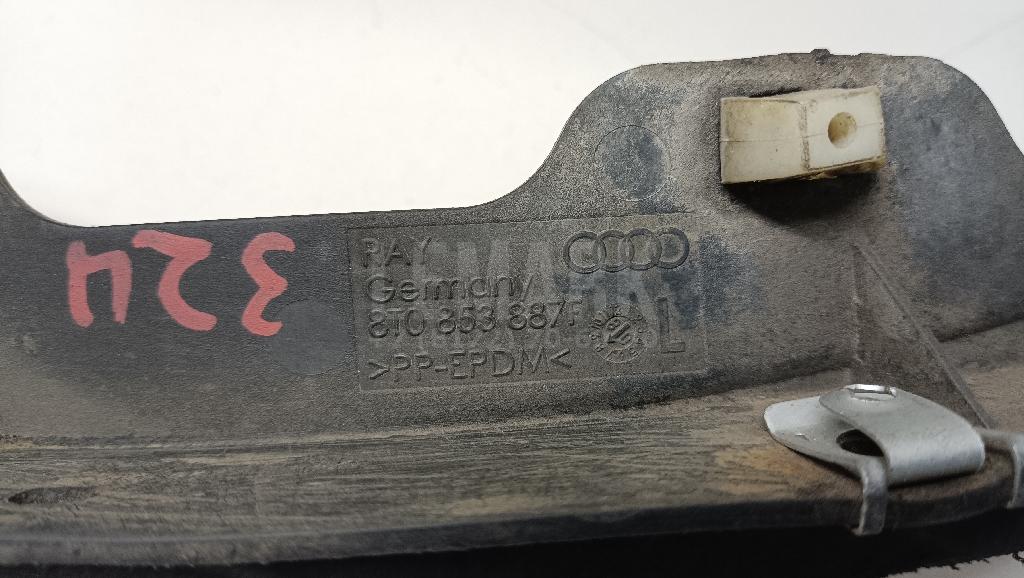 324
RAY
Germany
8T0 853 887F
L
>PP-EPDM<